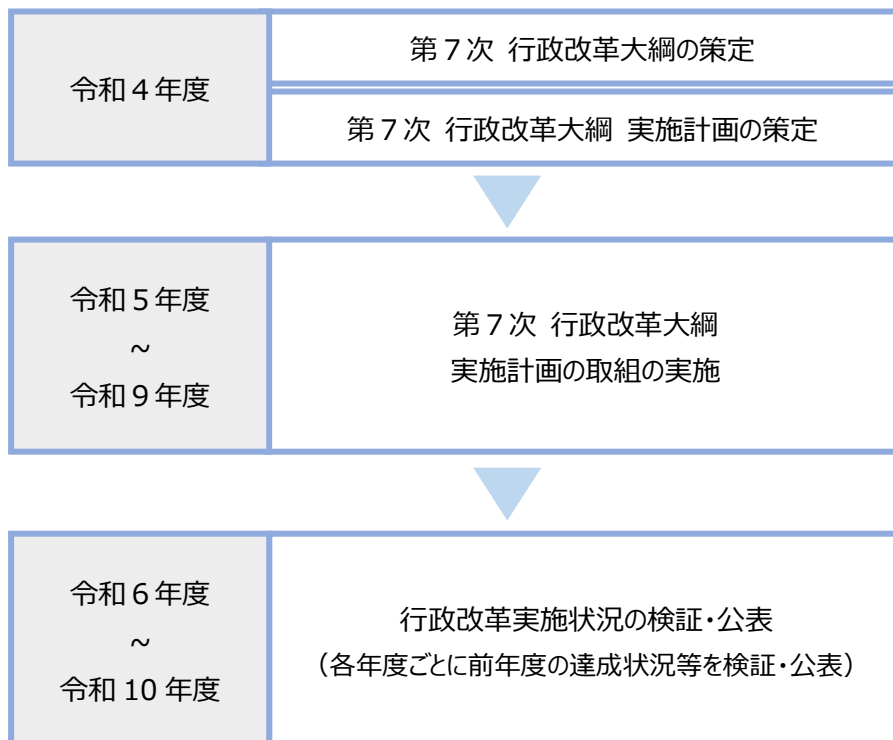 令和４年度
第７次 行政改革大綱の策定
第７次 行政改革大綱 実施計画の策定
令和５年度
~
令和９年度
第７次 行政改革大綱
実施計画の取組の実施
令和６年度
~
令和 10 年度
行政改革実施状況の検証・公表
（各年度ごとに前年度の達成状況等を検証・公表）